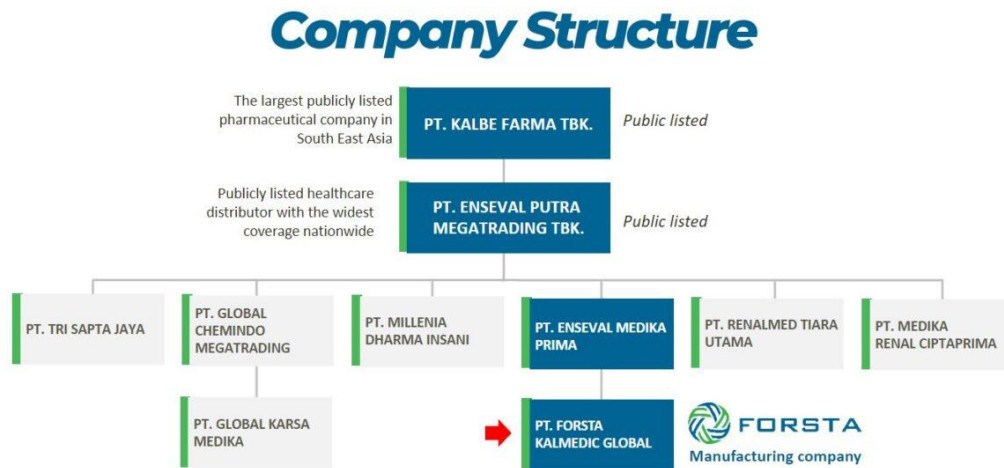 Company Structure
The largest publicly listed
pharmaceutical company in
South East Asia
PT. KALBE FARMA TBK.
Public listed
Publicly listed healthcare
distributor with the widest
coverage nationwide
PT. ENSEVAL PUTRA
MEGATRADING TBK.
Public listed
PT. TRI SAPTA JAYA
PT. GLOBAL
CHEMINDO
MEGATRADING
PT. MILLENIA
DHARMA INSANI
PT. ENSEVAL MEDIKA
PRIMA
PT. RENALMED TIARA
UTAMA
PT. MEDIKA
RENAL CIPTAPRIMA
PT. GLOBAL KARSA
MEDIKA
PT. FORSTA
KALMEDIC GLOBAL
FORSTA
Manufacturing company